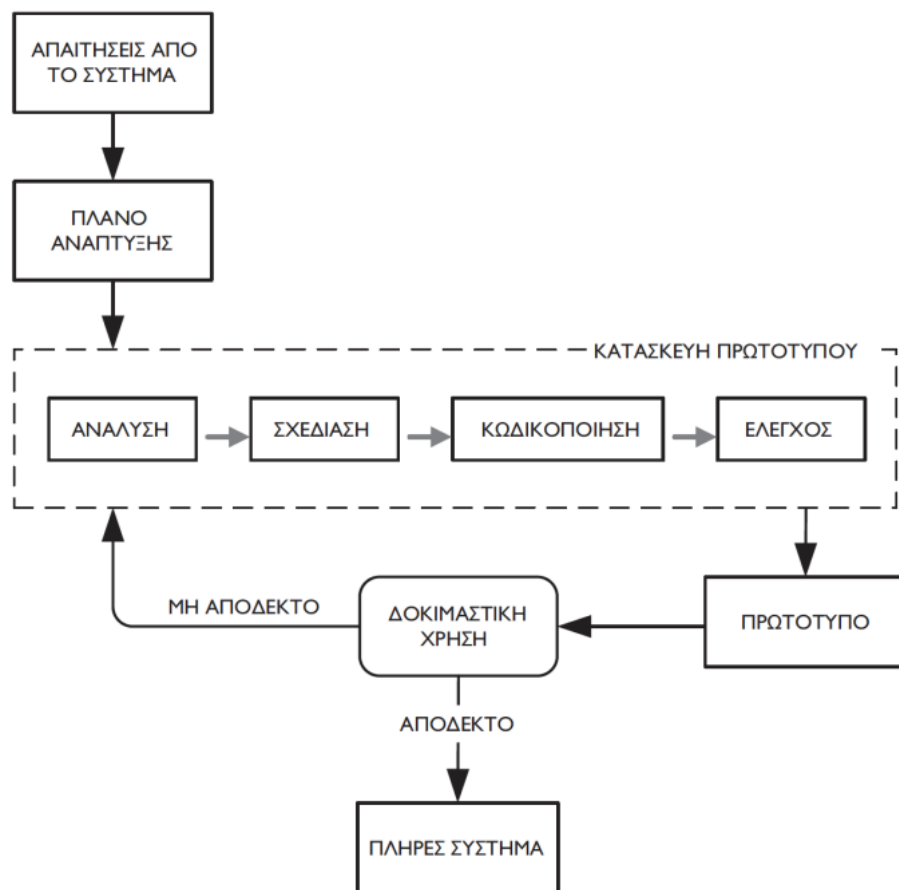 ΑΠΑΙΤΗΣΕΙΣ ΑΠΟ
ΤΟ ΣΥΣΤΗΜΑ
ΠΛΑΝΟ
ΑΝΑΠΤΥΞΗΣ
ΚΑΤΑΣΚΕΥΗ ΠΡΩΤΟΤΥΠΟΥ
ΑΝΑΛΥΣΗ
ΣΧΕΔΙΑΣΗ
ΚΩΔΙΚΟΠΟΙΗΣΗ
ΕΛΕΓΧΟΣ
ΜΗ ΑΠΟΔΕΚΤΟ
ΔΟΚΙΜΑΣΤΙΚΗ
ΧΡΗΣΗ
ΠΡΩΤΟΤΥΠΟ
ΑΠΟΔΕΚΤΟ
ΠΛΗΡΕΣ ΣΥΣΤΗΜΑ